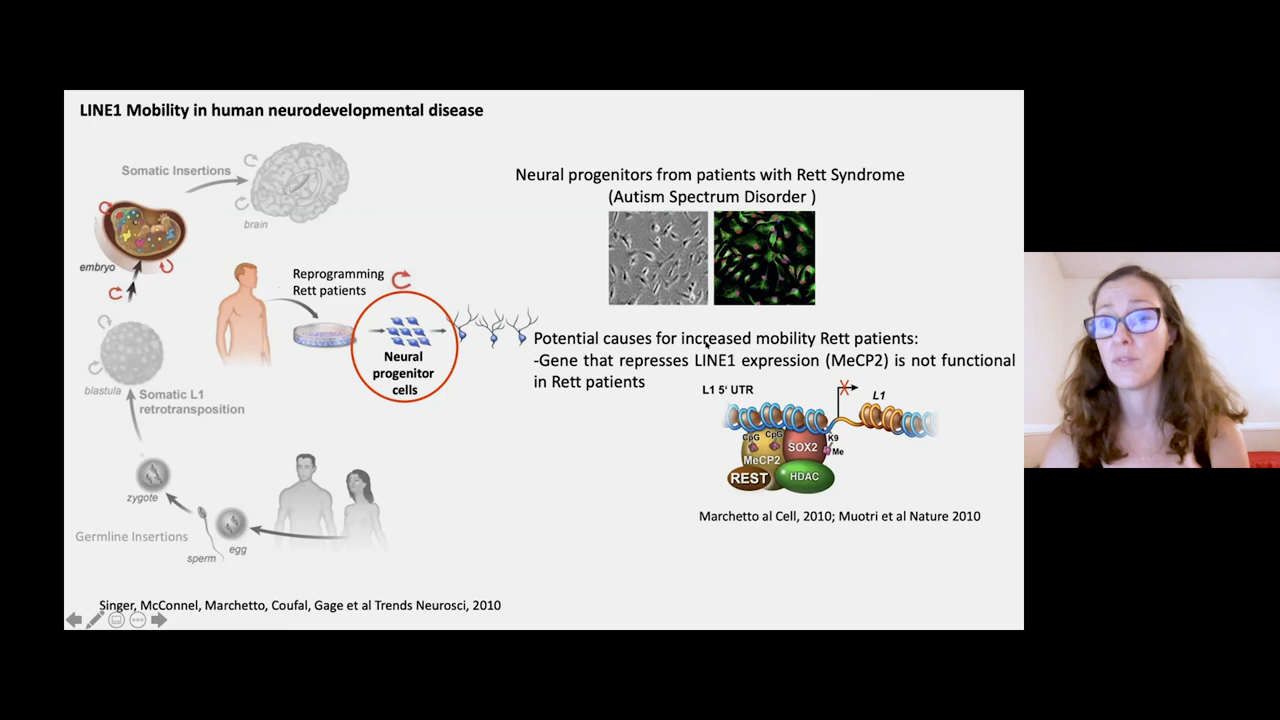 LINE1 Mobility in human neurodevelopmental disease
Somatic Insertions
brain
embryo
Reprogramming
Rett patients
Neural
progenitor
cells
blastula
Somatic L1
retrotransposition
zygote
Germline Insertions
sperm
egg
Singer, McConnel, Marchetto, Coufal, Gage et al Trends Neurosci, 2010
Neural progenitors from patients with Rett Syndrome
(Autism Spectrum Disorder )
Potential causes for increased mobility Rett patients:
-Gene that represses LINE1 expression (MeCP2) is not functional
in Rett patients
L1 5' UTR
L1
CpG
CpG
SOX2
K9
Me
MeCP2
REST
HDAC
Marchetto al Cell, 2010; Muotri et al Nature 2010